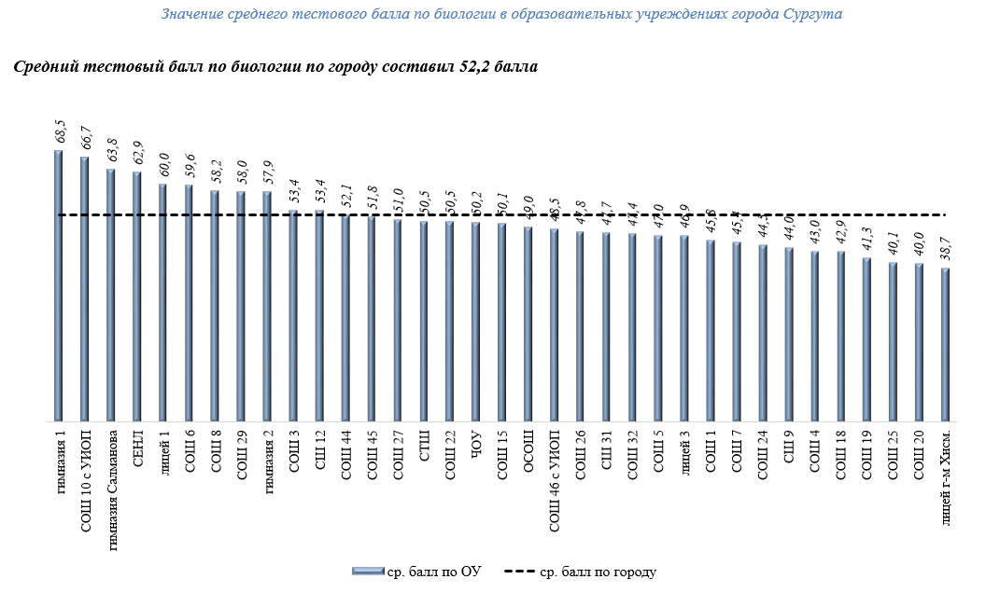 Значение среднего тестового балла по биологии в образовательных учреждениях города Сургута
Средний тестовый балл по биологии по городу составил 52,2 балла
68,5
66,7
63,8
62,9
60,0
59,6
58,2
58,0
57,9
53,4
53,4
52,1
51,8
51,0
50,5
50,5
50,2
50,1
49,0
48,5
47,8
47,7
47,4
47,0
46,9
45,8
45,4
44,5
44,0
43,0
42,9
41,3
40,1
40,0
38,7
гимназия 1
СОШ 10 с УИОП
гимназия Салманова
СЕНЛ
лицей 1
СОШ 6
СОШ 8
СОШ 29
гимназия 2
СОШ 3
СШ 12
СОШ 44
СОШ 45
СОШ 27
СТШ
СОШ 22
ЧОУ
СОШ 15
ОСОШ
СОШ 46 с УИОП
СОШ 26
СШ 31
СОШ 32
СОШ 5
лицей 3
СОШ 1
СОШ 7
СОШ 24
СШ 9
СОШ 4
СОШ 18
СОШ 19
СОШ 25
СОШ 20
лицей г-м Хисм.
ср. балл по ОУ
ср. балл по городу